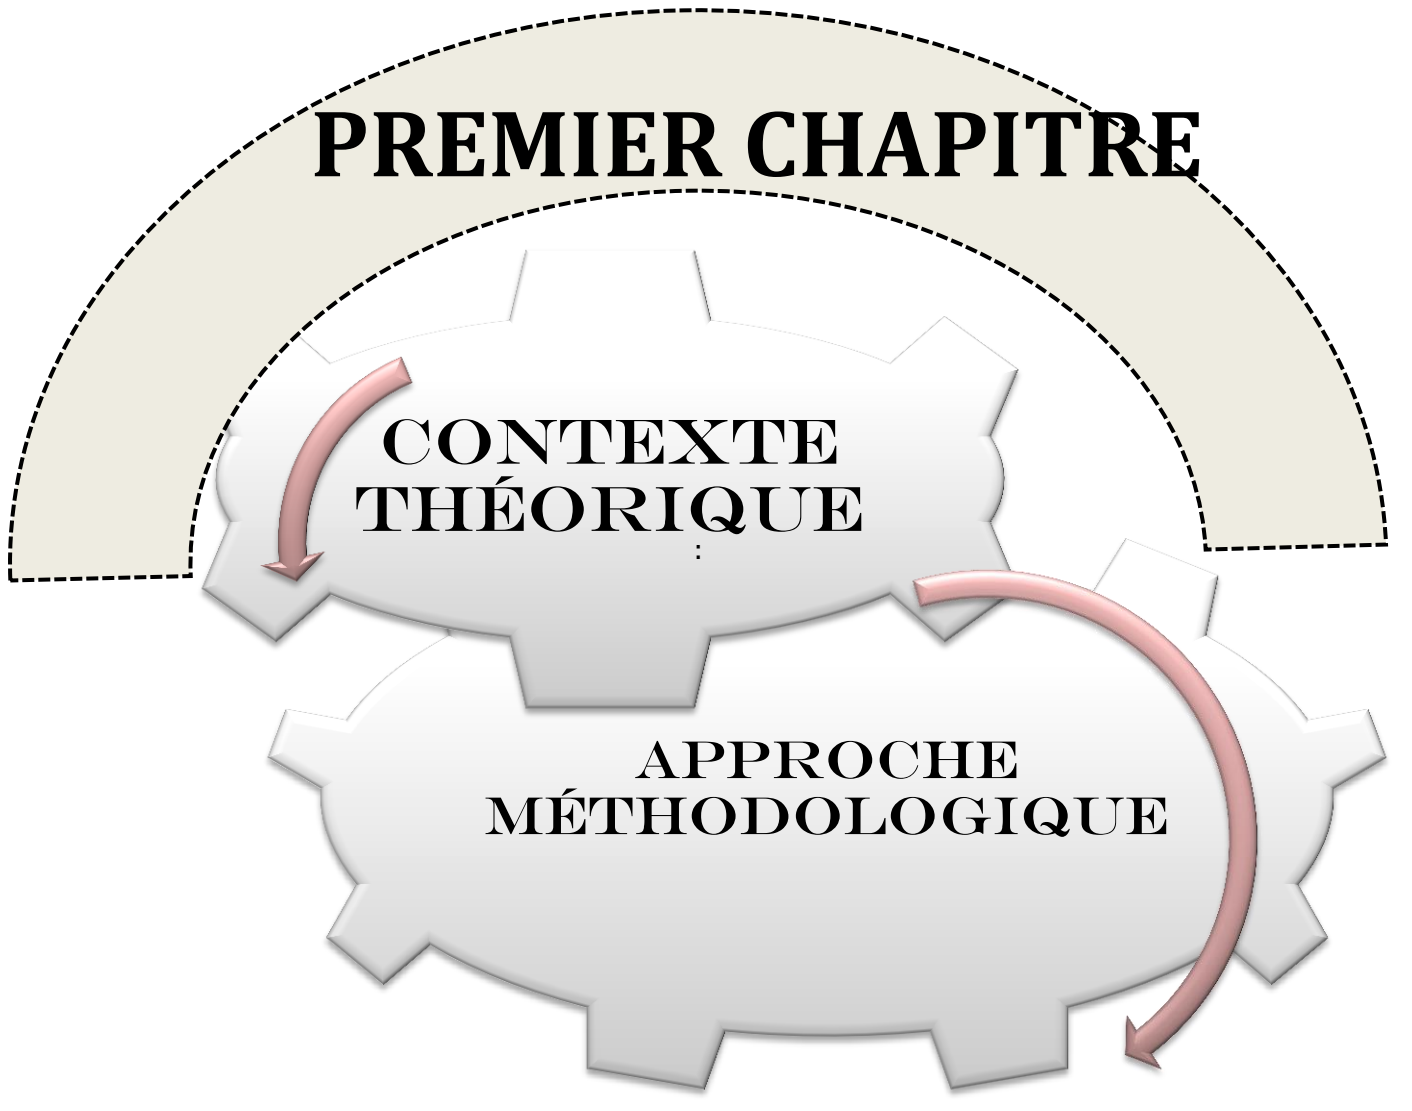 PREMIER CHAPITRE
CONTEXTE
THÉORIQUE
:
APPROCHE
MÉTHODOLOGIQUE